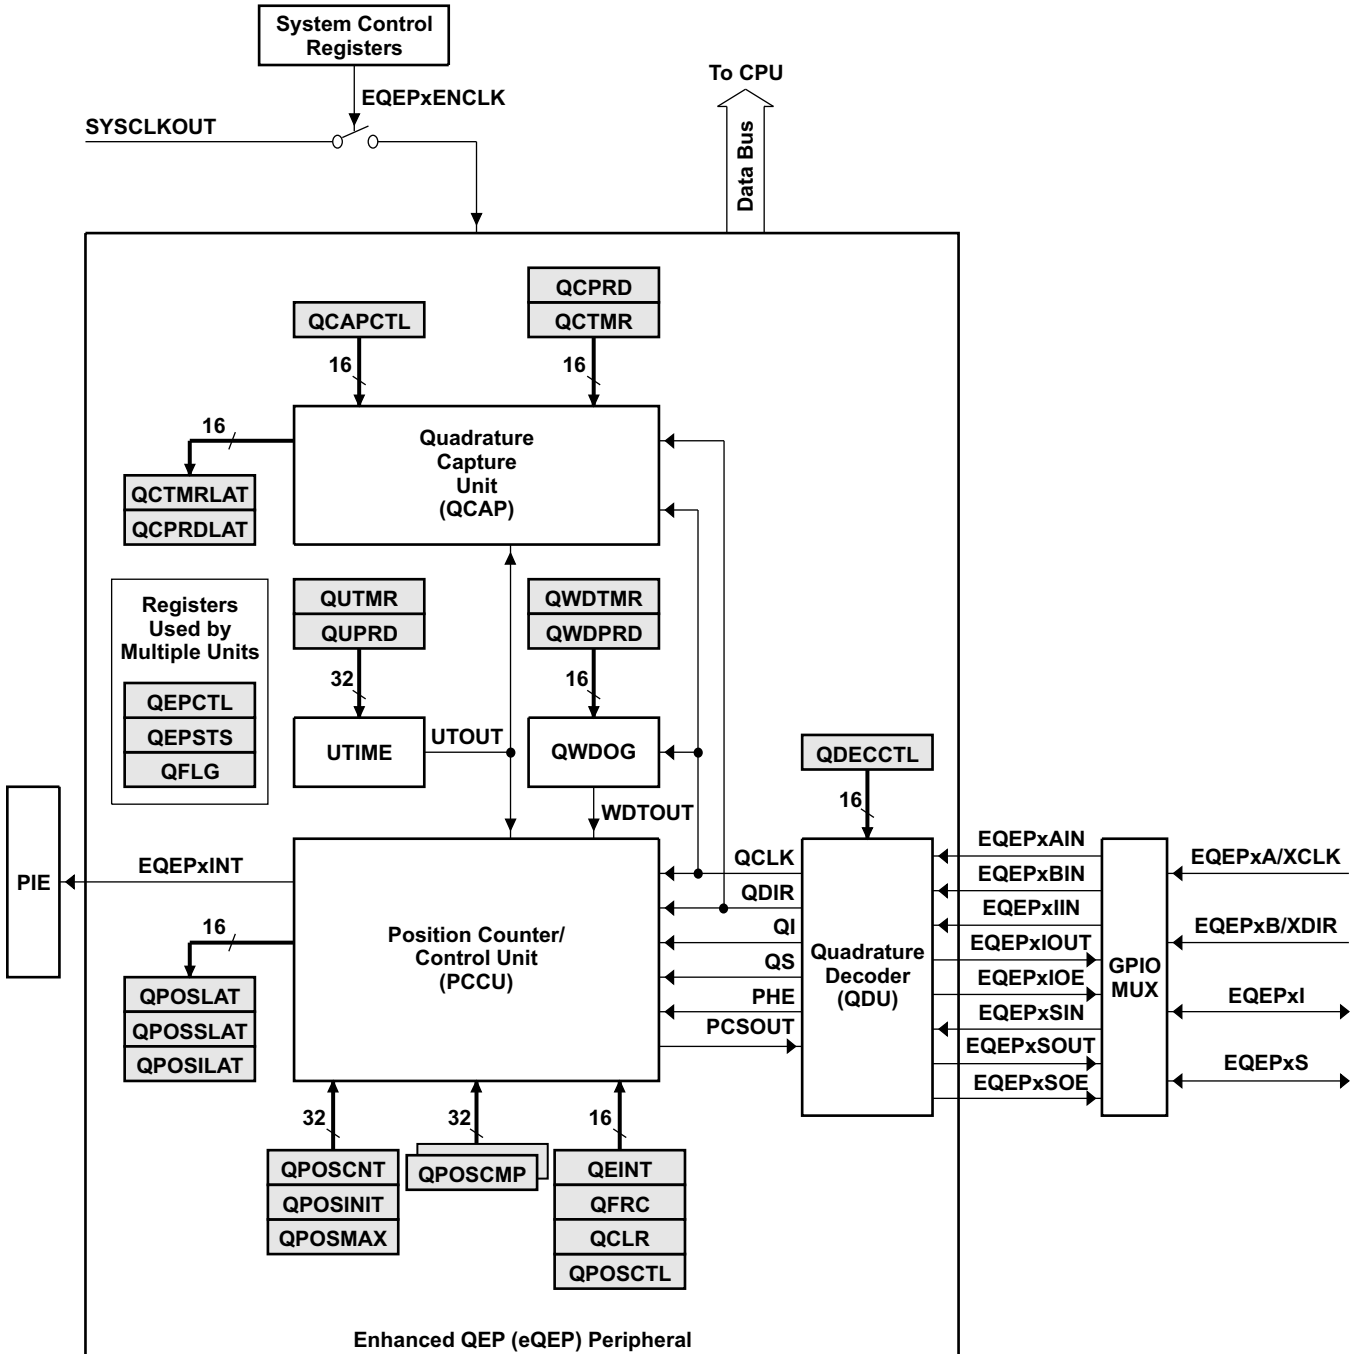 System Control
Registers
To CPU
EQEPxENCLK
SYSCLKOUT
Data Bus
QCPRD
QCAPCTL
QCTMR
16
16
16
Quadrature
Capture
Unit
(QCAP)
QCTMRLAT
QCPRDLAT
Registers
Used by
Multiple Units
QEPCTL
QEPSTS
QFLG
QUTMR
QUPRD
QWDTMR
QWDPRD
32
16
UTIME
UTOUT
QWDOG
QDECCTL
WDTOUT
16
PIE
EQEPxINT
16
Position Counter/
Control Unit
(PCCU)
QCLK
QDIR
QI
QS
PHE
PCSOUT
Quadrature
Decoder
(QDU)
EQEPxAIN
EQEPxBIN
EQEPxIIN
EQEPxIOUT
EQEPxIOE
EQEPxSIN
EQEPxSOUT
EQEPxSOE
GPIO
MUX
EQEPxA/XCLK
EQEPxB/XDIR
EQEPxI
EQEPxS
QPOSLAT
QPOSSLAT
QPOSILAT
32
32
16
QPOSCNT
QPOSINIT
QPOSMAX
QPOSCMP
QEINT
QFRC
QCLR
QPOSCTL
Enhanced QEP (eQEP) Peripheral